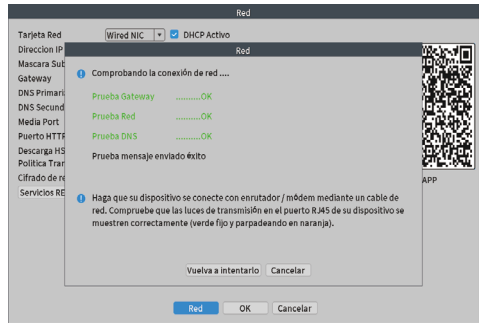 Red
Tarjeta Red Wired NIC DHCP Activo
Direccion IP
Mascara Sub
Gateway
DNS Primari
DNS Secund
Media Port
Puerto HTTP
Descarga HS
Politica Tran
Cifrado de re
Servicios RE
Red
Comprobando la conexión de red ....
Prueba Gateway ..........OK
Prueba Red ..........OK
Prueba DNS ..........OK
Prueba mensaje enviado éxito
Haga que su dispositivo se conecte con enrutador / módem mediante un cable de
red. Compruebe que las luces de transmisión en el puerto RJ45 de su dispositivo se
muestren correctamente (verde fijo y parpadeando en naranja).
Vuelva a intentarlo Cancelar
APP
Red OK Cancelar